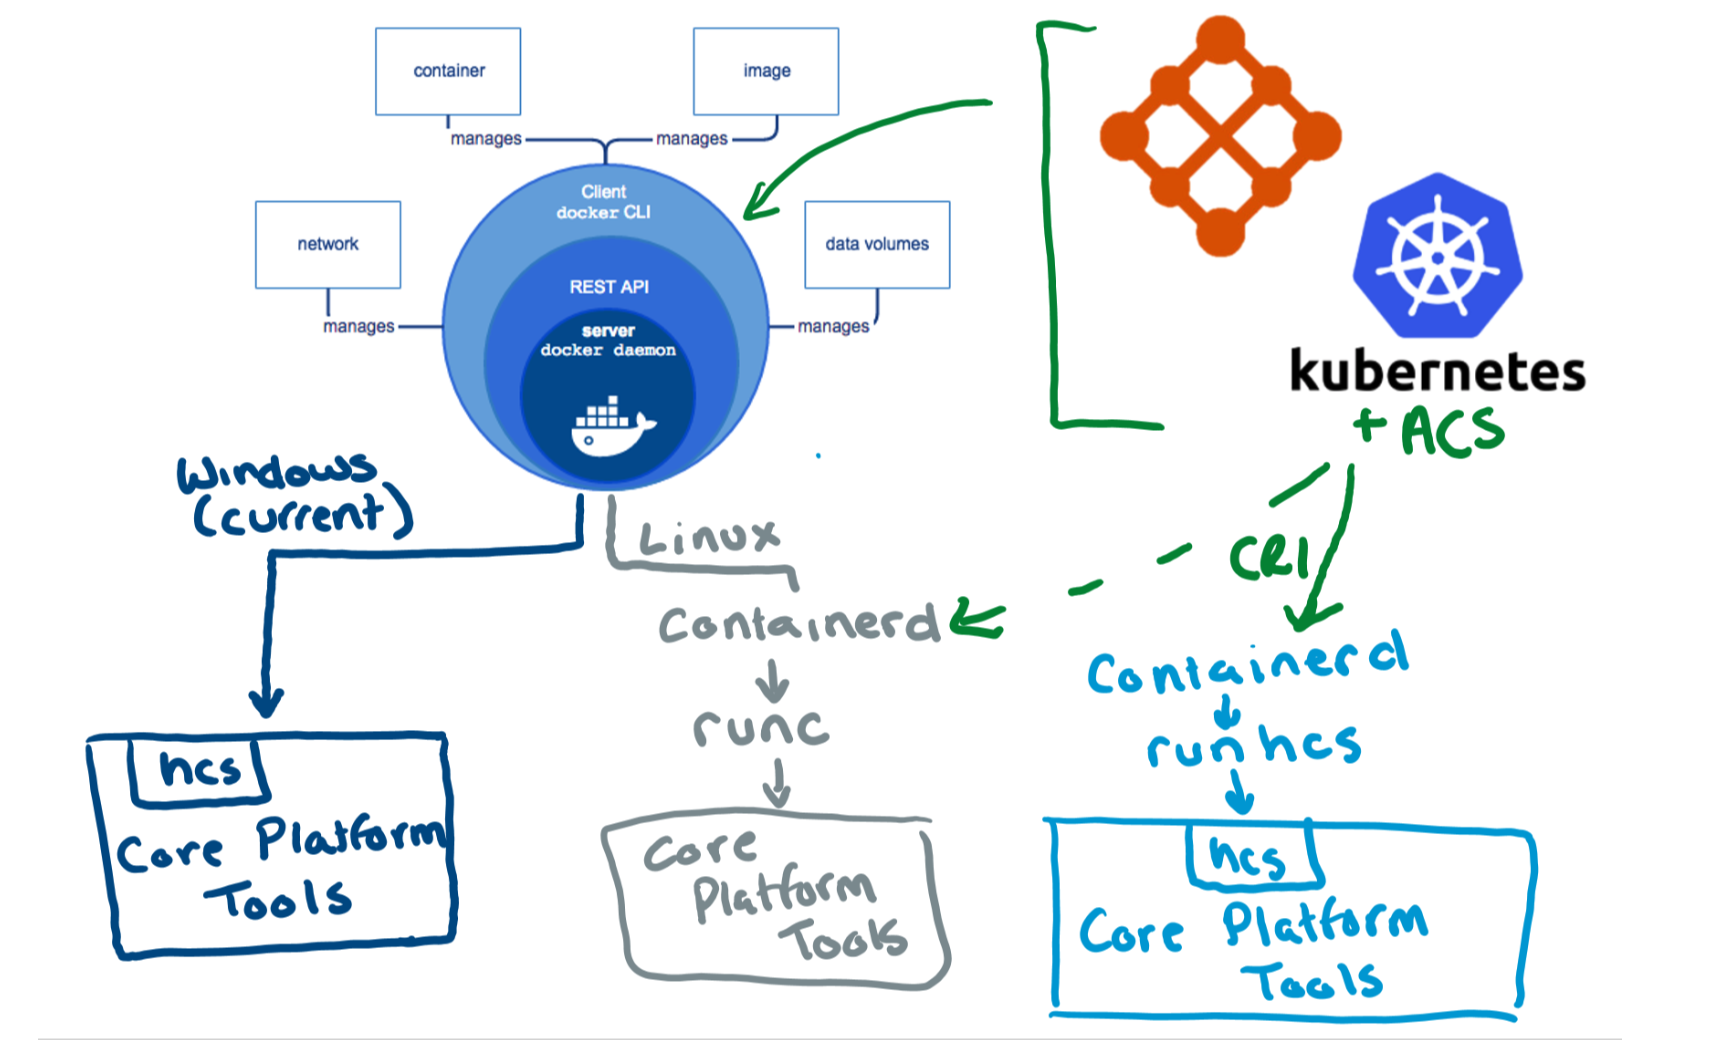 container
image
manages
manages
Client
docker CLI
network
data volumes
REST API
manages
manages
server
docker daemon
kubernetes
+ ACS
Windows
(current)
Linux
CRI
Containerd
runc
Containerd
runhcs
hcs
Core Platform
Tools
Core
Platform
Tools
hcs
Core Platform
Tools